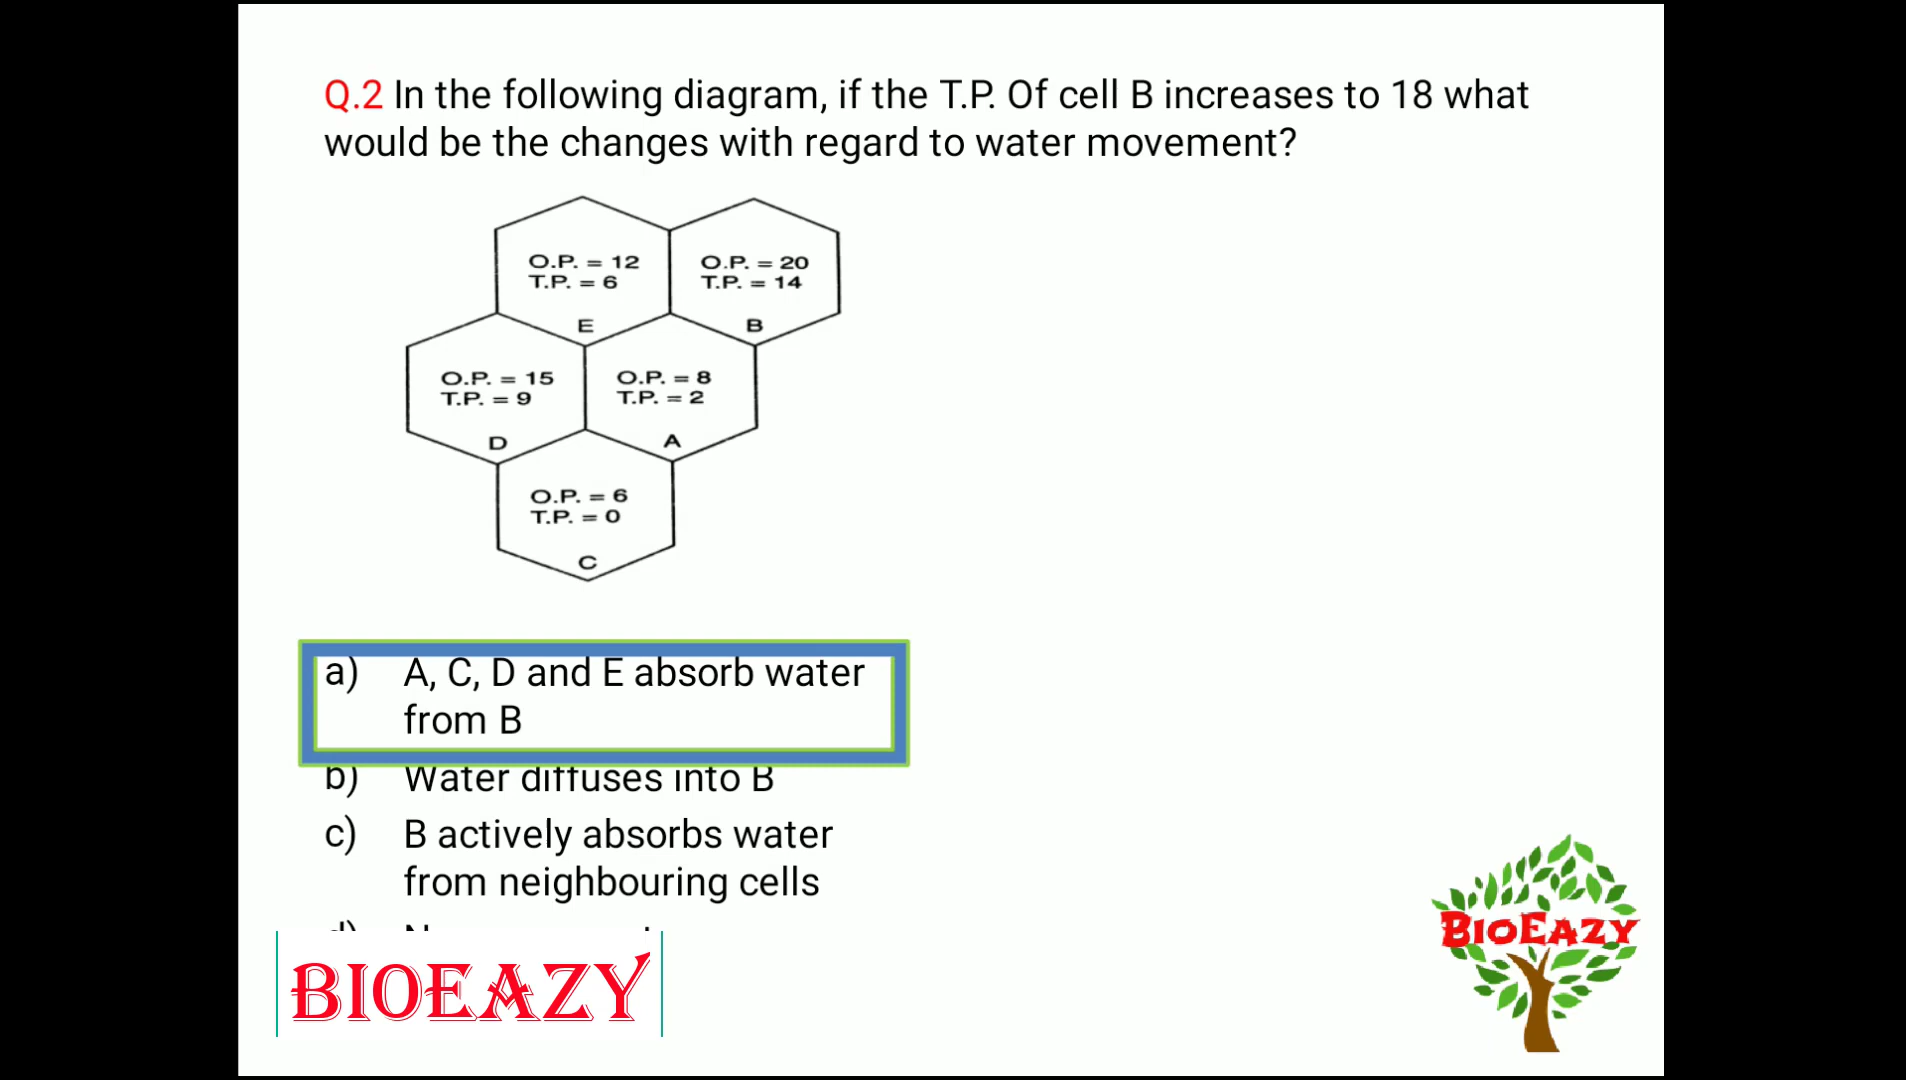 Q.2 In the following diagram, if the T.P. Of cell B increases to 18 what
would be the changes with regard to water movement?
O.P. = 12
T.P. = 6
E
O.P. = 20
T.P. = 14
B
O.P. = 15
T.P. = 9
D
O.P. = 8
T.P. = 2
A
O.P. = 6
T.P. = 0
C
a) A, C, D and E absorb water
from B
b) Water diffuses into B
c) B actively absorbs water
from neighbouring cells
BIOEAZY
BIOEAZY